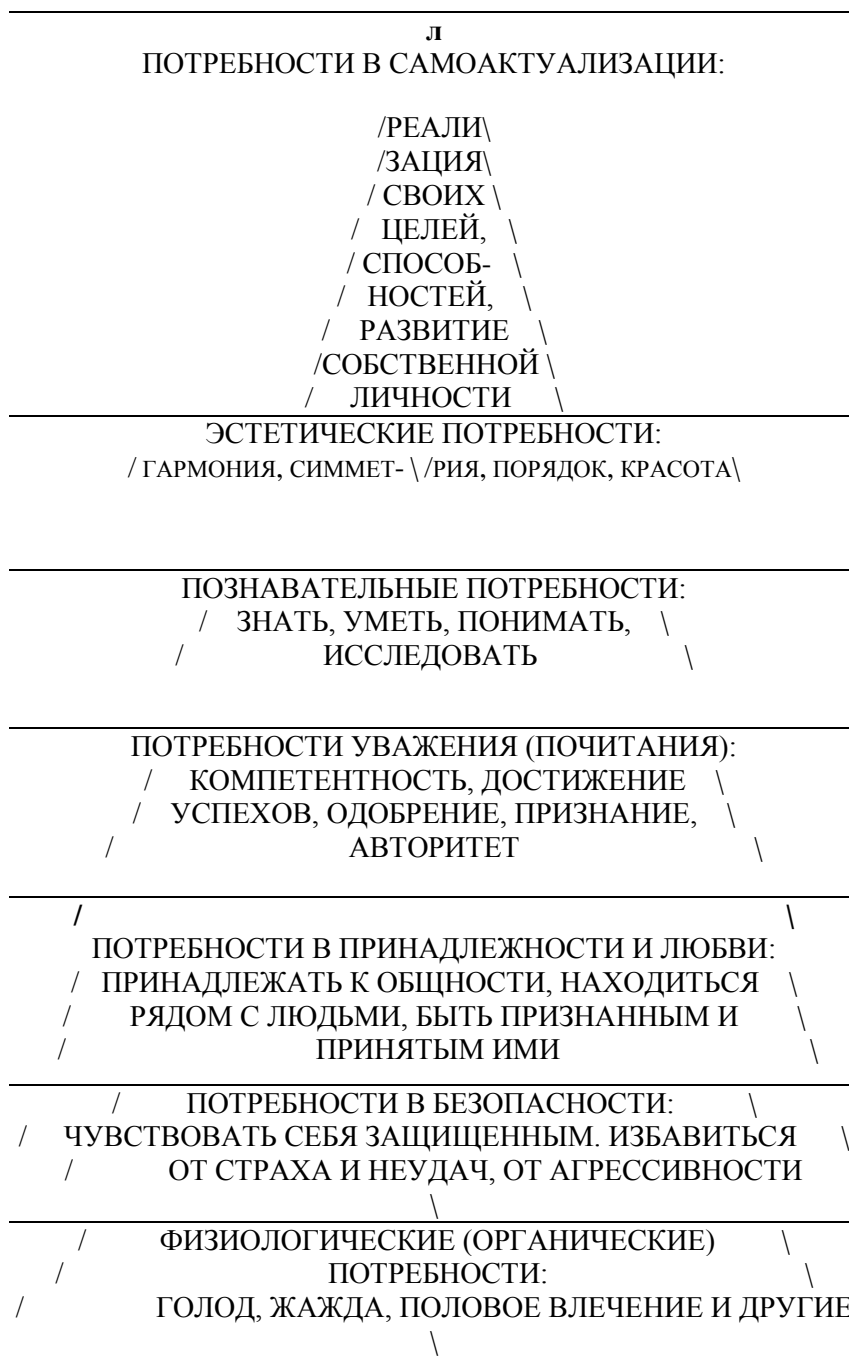 л
ПОТРЕБНОСТИ В САМОАКТУАЛИЗАЦИИ:
/РЕАЛИ\
/ЗАЦИЯ\
/ СВОИХ \
/ ЦЕЛЕЙ, \
/ СПОСОБ- \
/ НОСТЕЙ, \
/ РАЗВИТИЕ \
/СОБСТВЕННОЙ \
/ ЛИЧНОСТИ \
ЭСТЕТИЧЕСКИЕ ПОТРЕБНОСТИ:
/ ГАРМОНИЯ, СИММЕТ- \ /РИЯ, ПОРЯДОК, КРАСОТА\
ПОЗНАВАТЕЛЬНЫЕ ПОТРЕБНОСТИ:
/ ЗНАТЬ, УМЕТЬ, ПОНИМАТЬ, \
/ ИССЛЕДОВАТЬ \
ПОТРЕБНОСТИ УВАЖЕНИЯ (ПОЧИТАНИЯ):
/ КОМПЕТЕНТНОСТЬ, ДОСТИЖЕНИЕ \
/ УСПЕХОВ, ОДОБРЕНИЕ, ПРИЗНАНИЕ, \
/ АВТОРИТЕТ \
/ \
ПОТРЕБНОСТИ В ПРИНАДЛЕЖНОСТИ И ЛЮБВИ:
/ ПРИНАДЛЕЖАТЬ К ОБЩНОСТИ, НАХОДИТЬСЯ \
/ РЯДОМ С ЛЮДЬМИ, БЫТЬ ПРИЗНАННЫМ И \
/ ПРИНЯТЫМ ИМИ \
/ ПОТРЕБНОСТИ В БЕЗОПАСНОСТИ: \
/ ЧУВСТВОВАТЬ СЕБЯ ЗАЩИЩЕННЫМ. ИЗБАВИТЬСЯ \
/ ОТ СТРАХА И НЕУДАЧ, ОТ АГРЕССИВНОСТИ
\
/ ФИЗИОЛОГИЧЕСКИЕ (ОРГАНИЧЕСКИЕ) \
/ ПОТРЕБНОСТИ: \
/ ГОЛОД, ЖАЖДА, ПОЛОВОЕ ВЛЕЧЕНИЕ И ДРУГИЕ
\